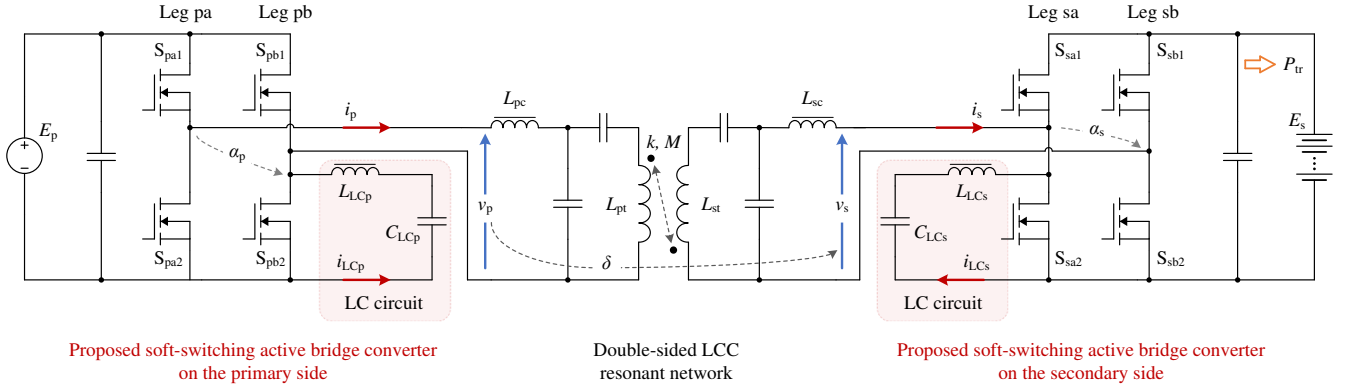 Leg pa
Leg pb
Leg sa
Leg sb
Spa1
Spb1
Ssa1
Ssb1
Ptr
Lpc
Lsc
ip
is
Ep
Es
αp
αs
k, M
LLCp
LLCs
CLCp
CLCs
vp
vs
Lpt
Lst
Spa2
Spb2
Ssa2
Ssb2
iLCp
iLCs
δ
LC circuit
LC circuit
Proposed soft-switching active bridge converter
on the primary side
Double-sided LCC
resonant network
Proposed soft-switching active bridge converter
on the secondary side